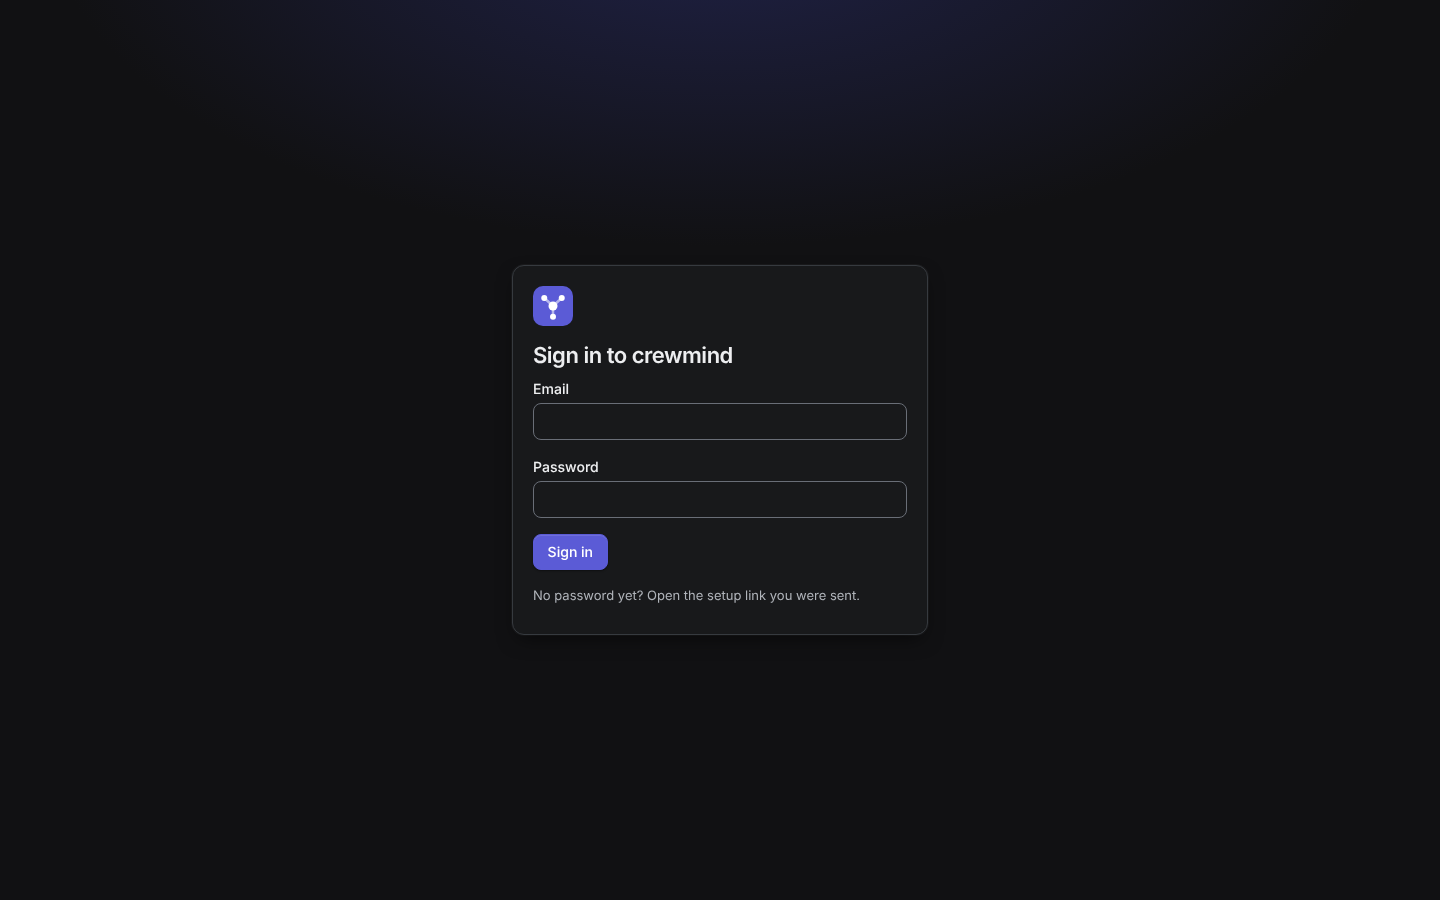 Sign in to crewmind
Email
Password
Sign in
No password yet? Open the setup link you were sent.